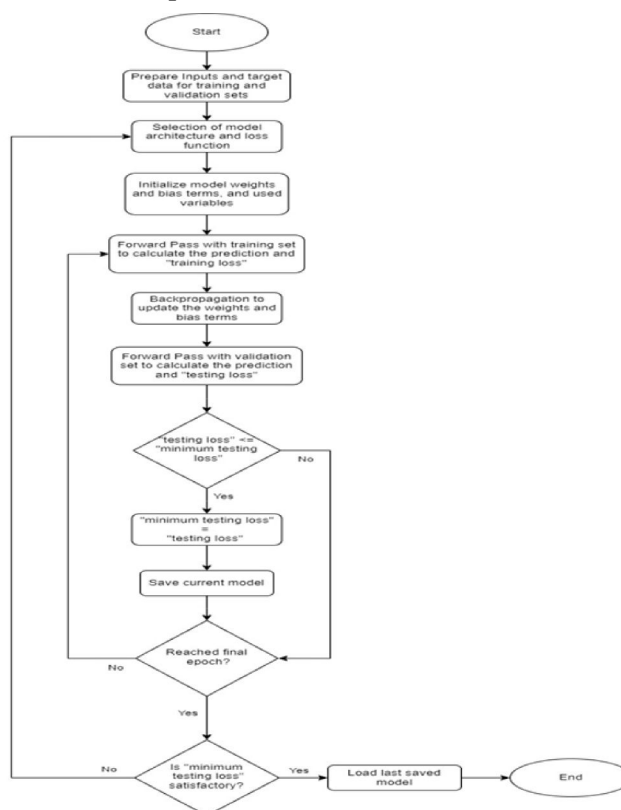 Start
Prepare Inputs and target
data for training and
validation sets
Selection of model
architecture and loss
function
Initialize model weights
and bias terms, and used
variables
Forward Pass with training set
to calculate the prediction and
"training loss"
Backpropagation to
update the weights and
bias terms
Forward Pass with validation
set to calculate the prediction
and "testing loss"
"testing loss" <=
"minimum testing
loss"
No
Yes
"minimum testing loss"
=
"testing loss"
Save current model
Reached final
epoch?
No
Yes
Is "minimum
testing loss"
satisfactory?
No
Yes
Load last saved
model
End